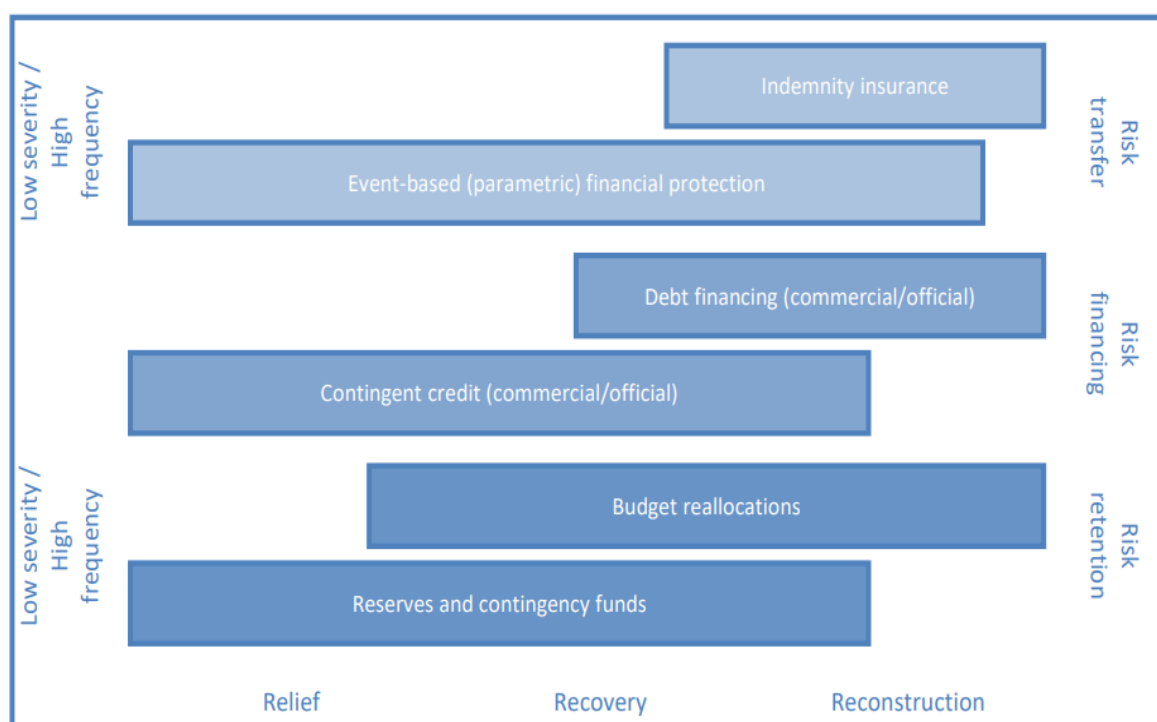 Low severity /
High
frequency
Indemnity insurance
Risk
transfer
Event-based (parametric) financial protection
Debt financing (commercial/official)
Risk
financing
Contingent credit (commercial/official)
Low severity /
High
frequency
Budget reallocations
Risk
retention
Reserves and contingency funds
Relief
Recovery
Reconstruction